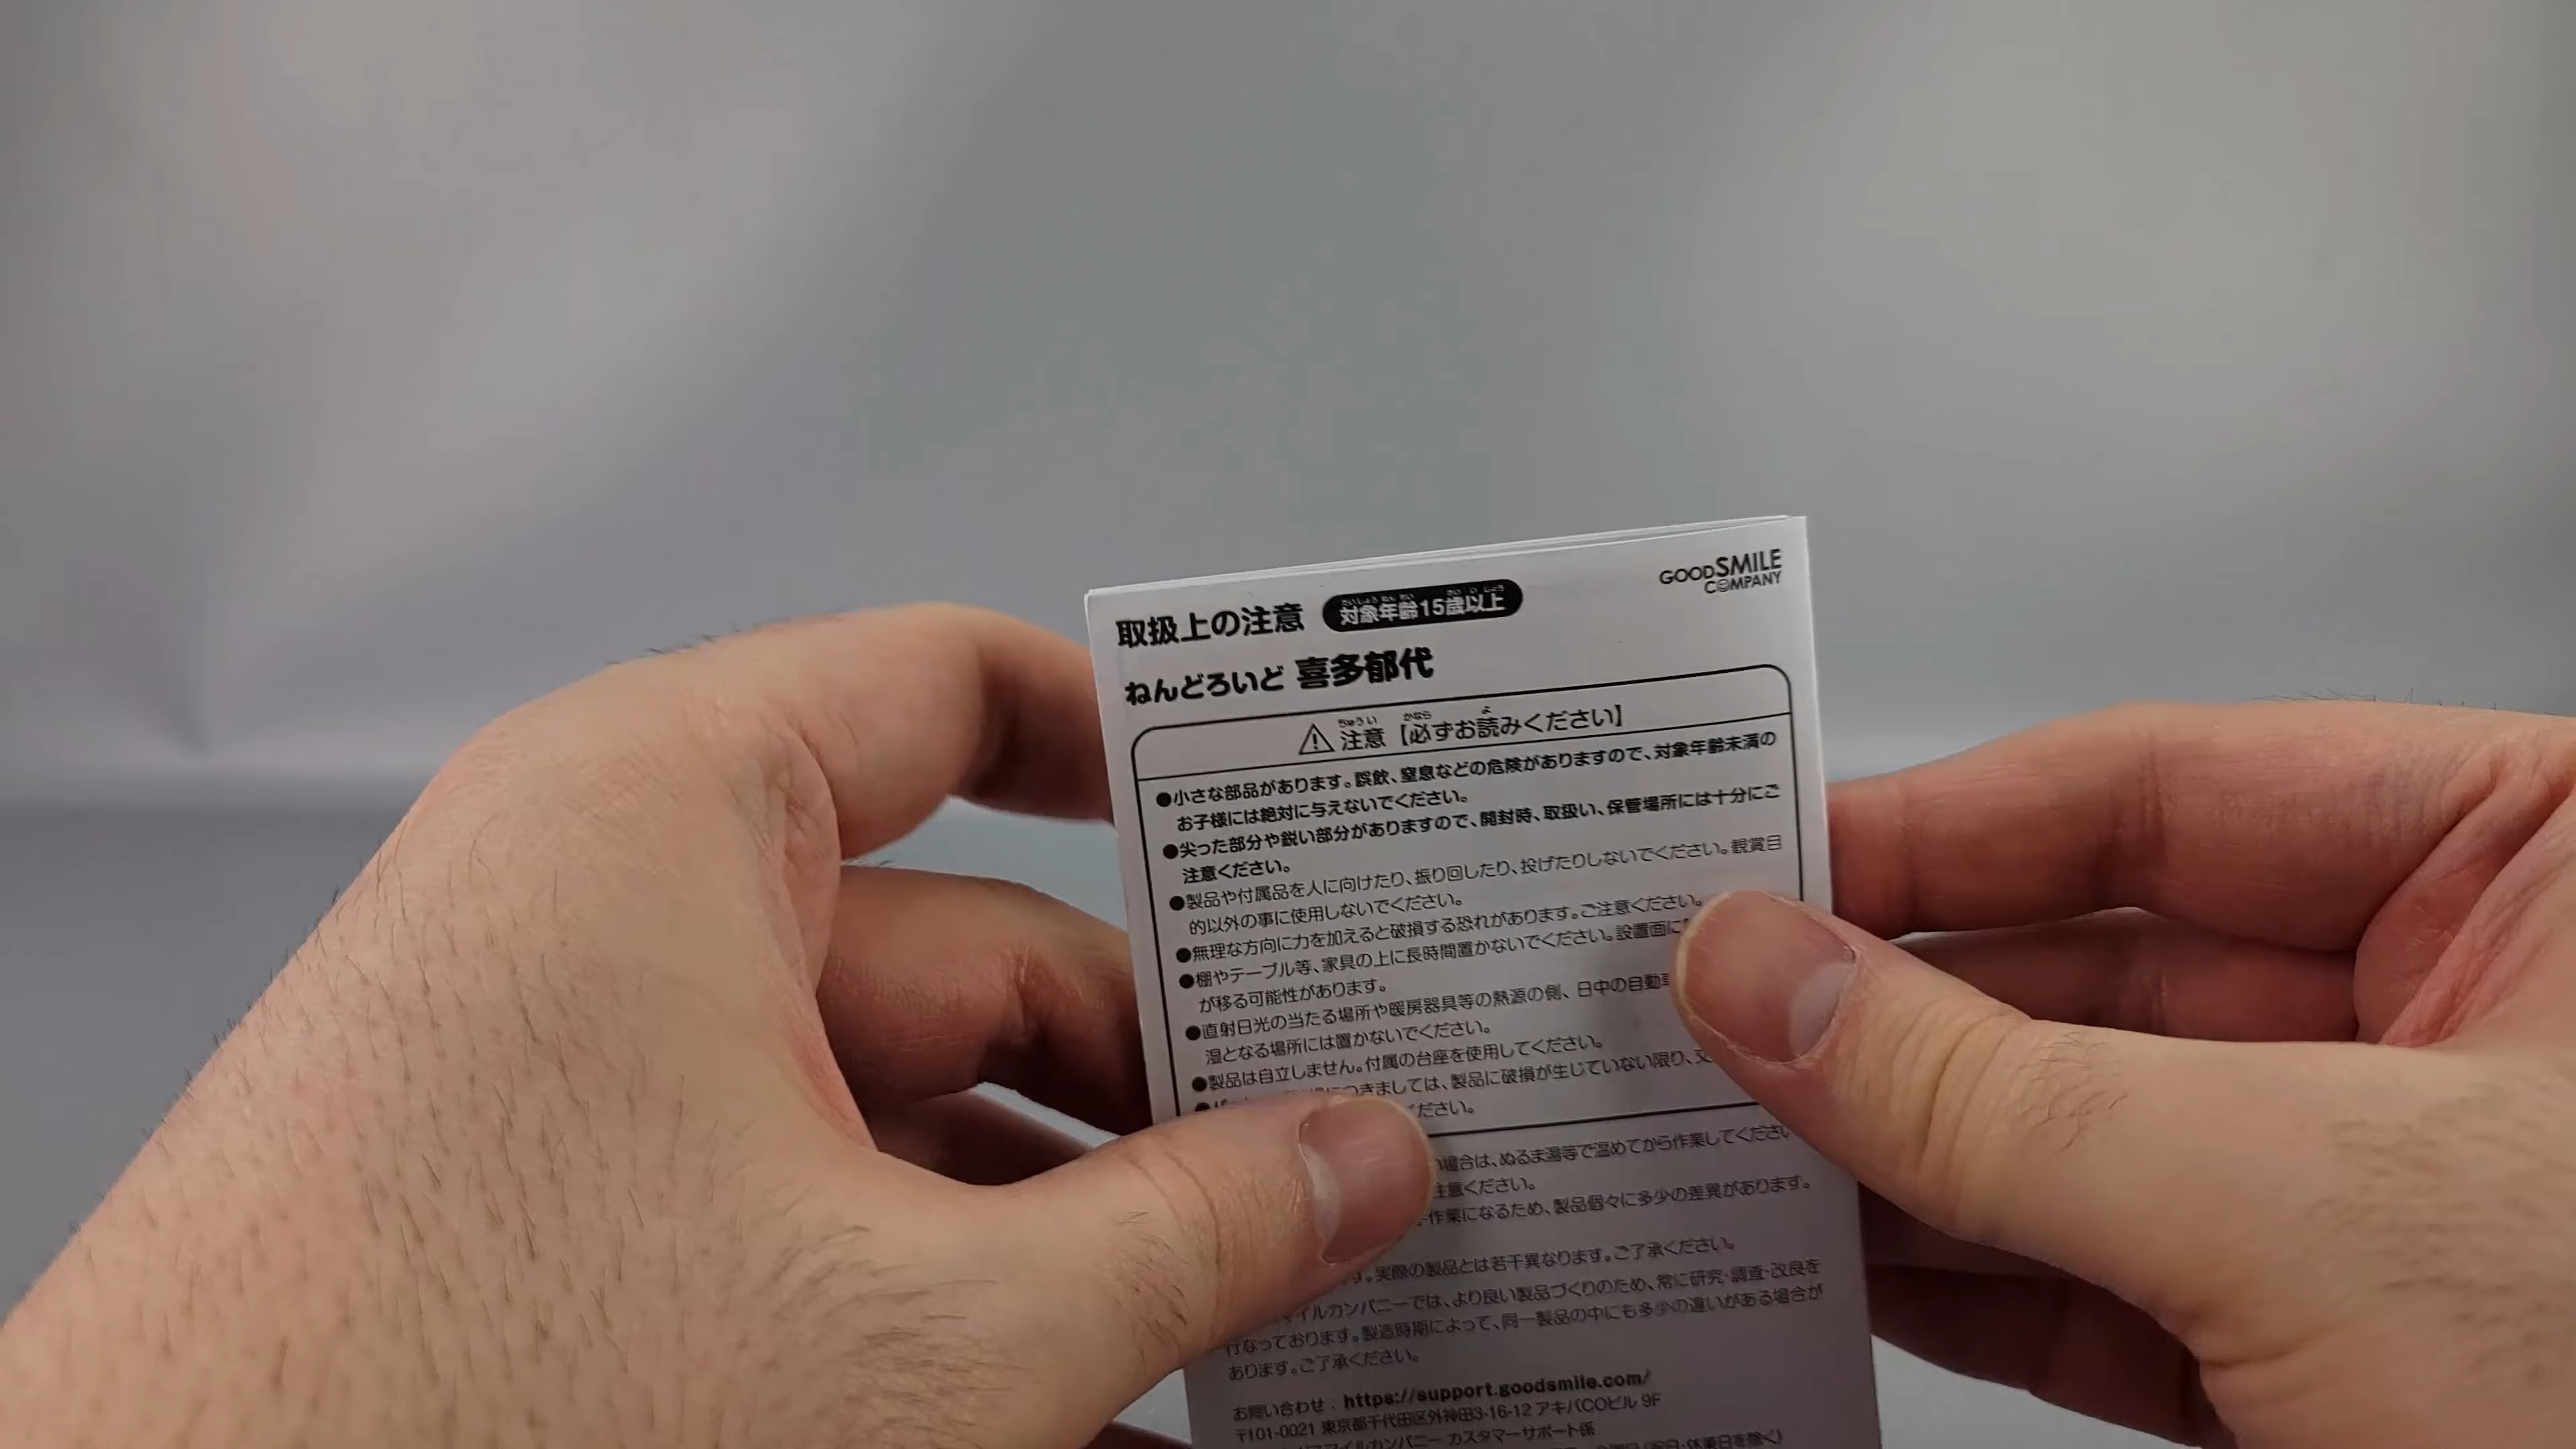 取扱上の注意 対象年齢15歳以上
GOODSMILE
COMPANY
ねんどろいど 喜多郁代
注意【必ずお読みください】
●小さな部品があります。誤飲、窒息などの危険がありますので、対象年齢未満の
お子様には絶対に与えないでください。
●尖った部分や鋭い部分がありますので、開封時、取扱い、保管場所には十分にご
注意ください。
●製品や付属品を人に向けたり、振り回したり、投げたりしないでください。観賞目
的以外の事に使用しないでください。
●無理な方向に力を加えると破損する恐れがあります。ご注意ください。
●棚やテーブル等、家具の上に長時間置かないでください。設置面に
が移る可能性があります。
●直射日光の当たる場所や暖房器具等の熱源の側、日中の自動
湿となる場所には置かないでください。
●製品は自立しません。付属の台座を使用してください。
つきましては、製品に破損が生じていない限り、
ください。
場合は、ぬるま湯等で温めてから作業してください
注意ください。
作業になるため、製品個々に多少の差異があります。
す。実際の製品とは若干異なります。ご了承ください。
マイルカンパニーでは、より良い製品づくりのため、常に研究・調査・改良を
行なっております。製造時期によって、同一製品の中にも多少の違いがある場合が
あります。ご了承ください。
お問い合わせ：https://support.goodsmile.com/
〒101-0021 東京都千代田区外神田3-16-12 アキバCOビル 9F
マイルカンパニー カスタマーサポート係